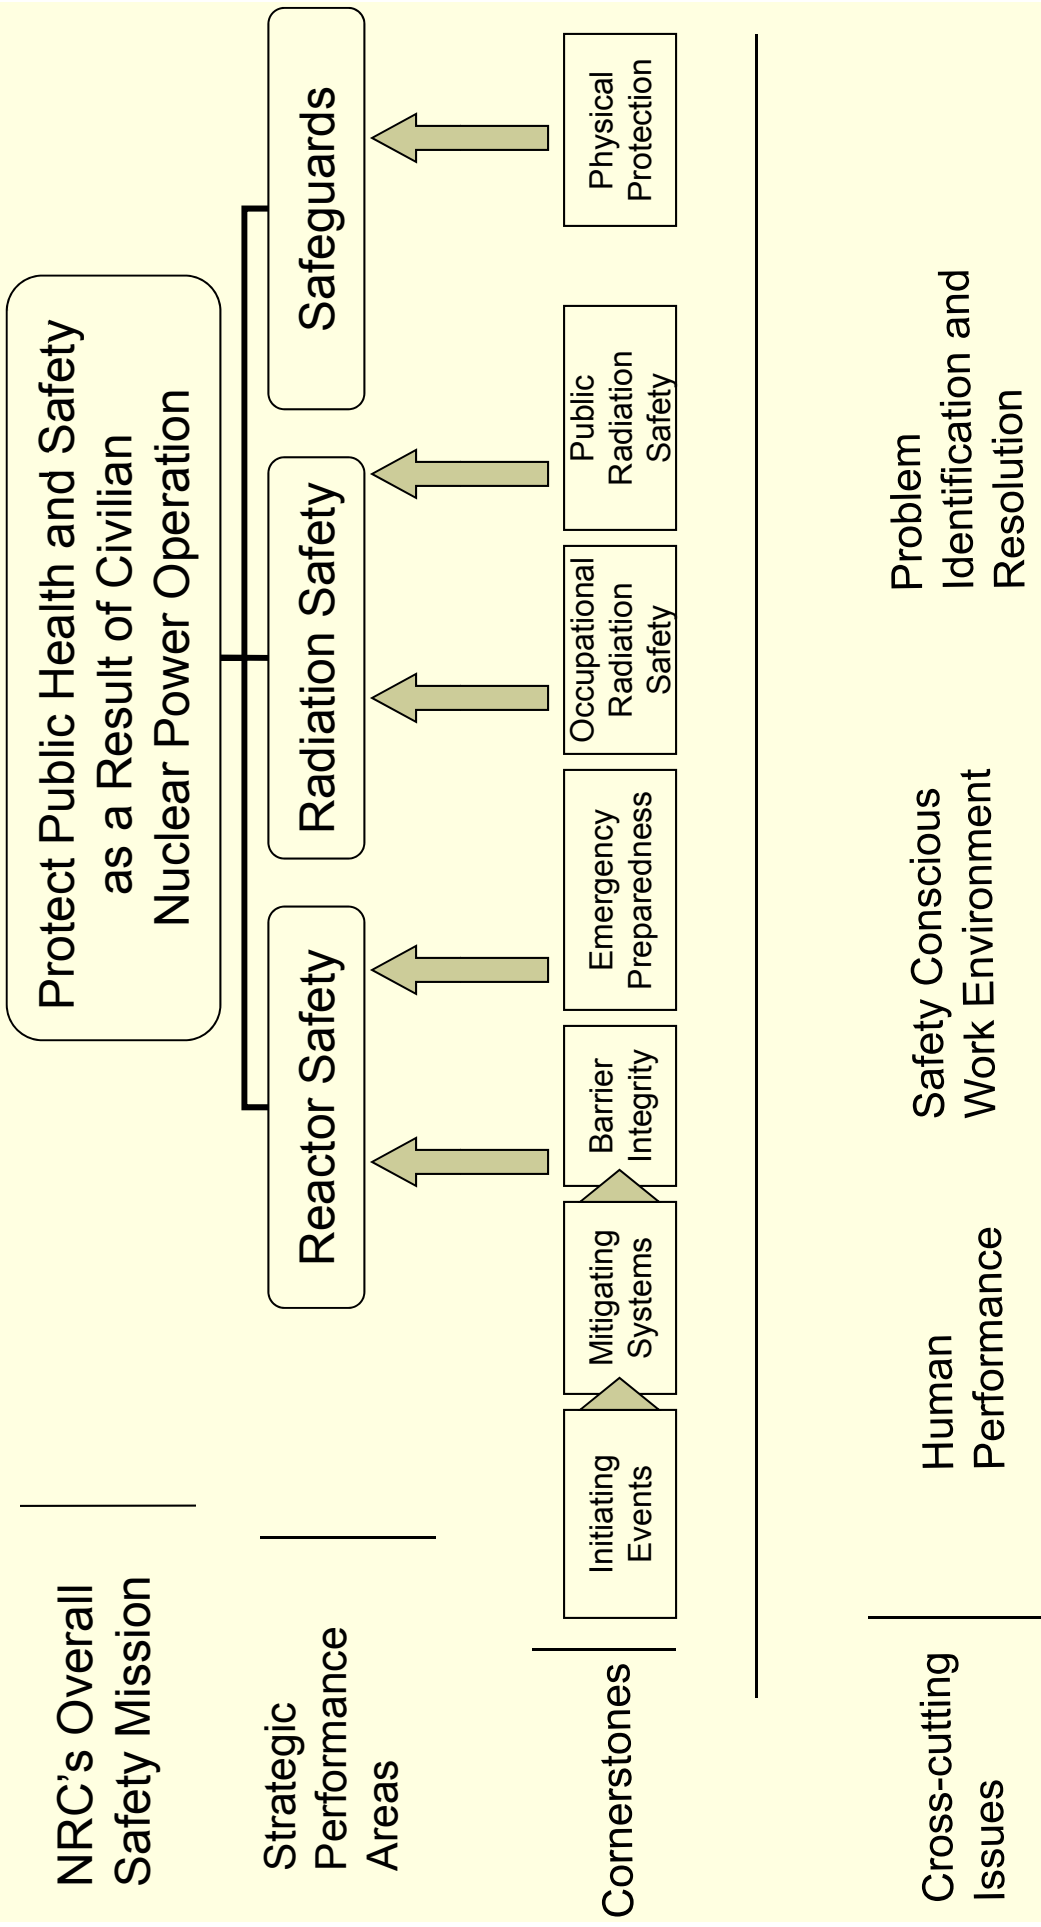 NRC’s Overall
Safety Mission
Protect Public Health and Safety
as a Result of Civilian
Nuclear Power Operation
Strategic
Performance
Areas
Reactor Safety
Radiation Safety
Safeguards
Cornerstones
Initiating
Events
Mitigating
Systems
Barrier
Integrity
Emergency
Preparedness
Occupational
Radiation
Safety
Public
Radiation
Safety
Physical
Protection
Cross-cutting
Issues
Human
Performance
Safety Conscious
Work Environment
Problem
Identification and
Resolution